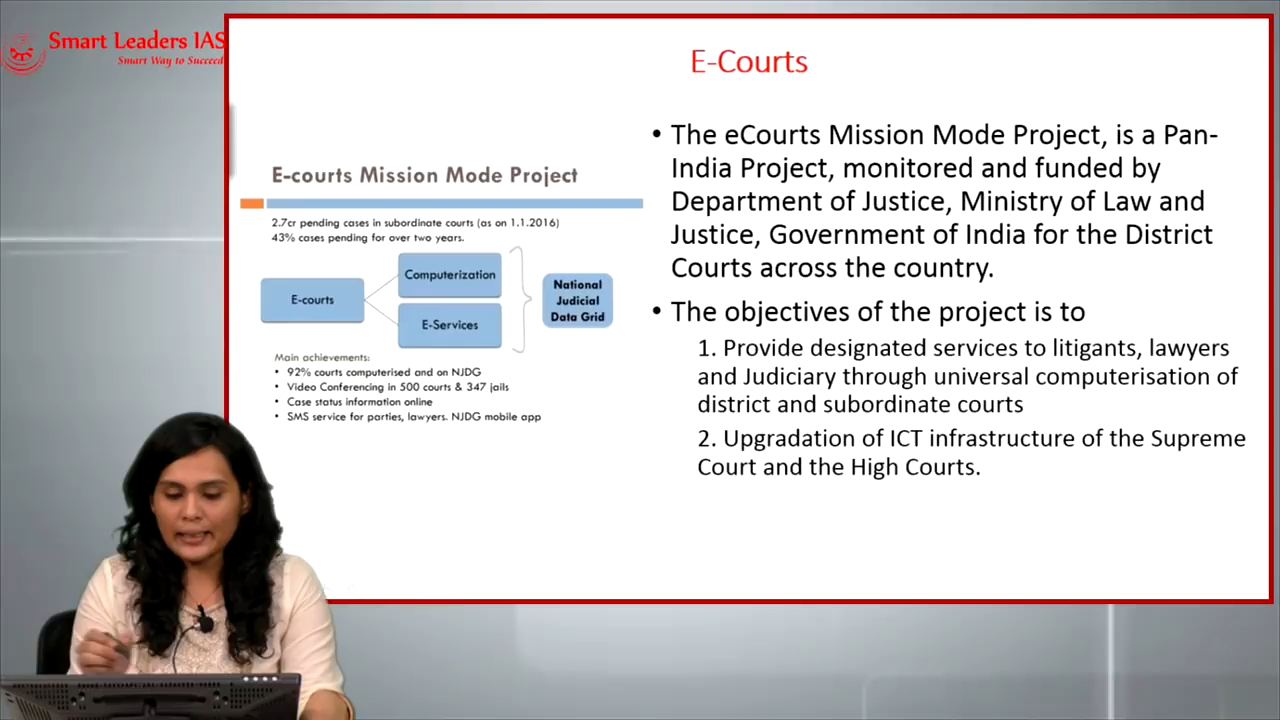 Smart Leaders IAS
Smart Way to Succeed
E-Courts
E-courts Mission Mode Project
2.7cr pending cases in subordinate courts (as on 1.1.2016)
43% cases pending for over two years.
E-courts
Computerization
E-Services
National
Judicial
Data Grid
Main achievements:
• 92% courts computerised and on NJDG
• Video Conferencing in 500 courts & 347 jails
• Case status information online
• SMS service for parties, lawyers. NJDG mobile app
• The eCourts Mission Mode Project, is a Pan-
India Project, monitored and funded by
Department of Justice, Ministry of Law and
Justice, Government of India for the District
Courts across the country.
• The objectives of the project is to
1. Provide designated services to litigants, lawyers
and Judiciary through universal computerisation of
district and subordinate courts
2. Upgradation of ICT infrastructure of the Supreme
Court and the High Courts.